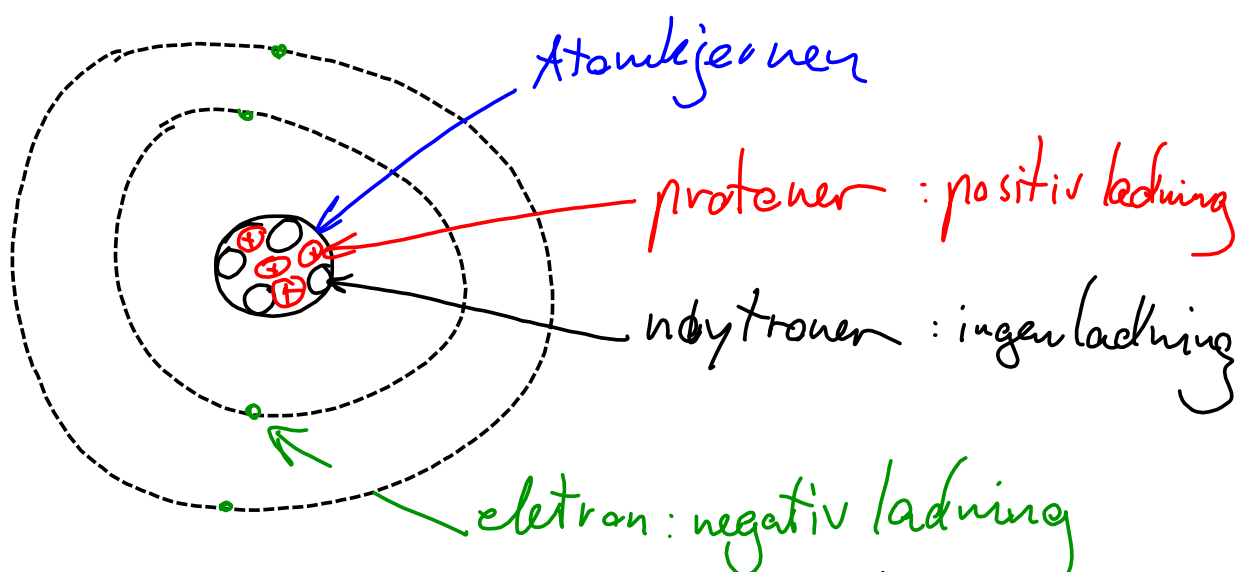 Atomkjernen
protoner : positiv ladning
nøytroner : ingen ladning
eletron : negativ ladning